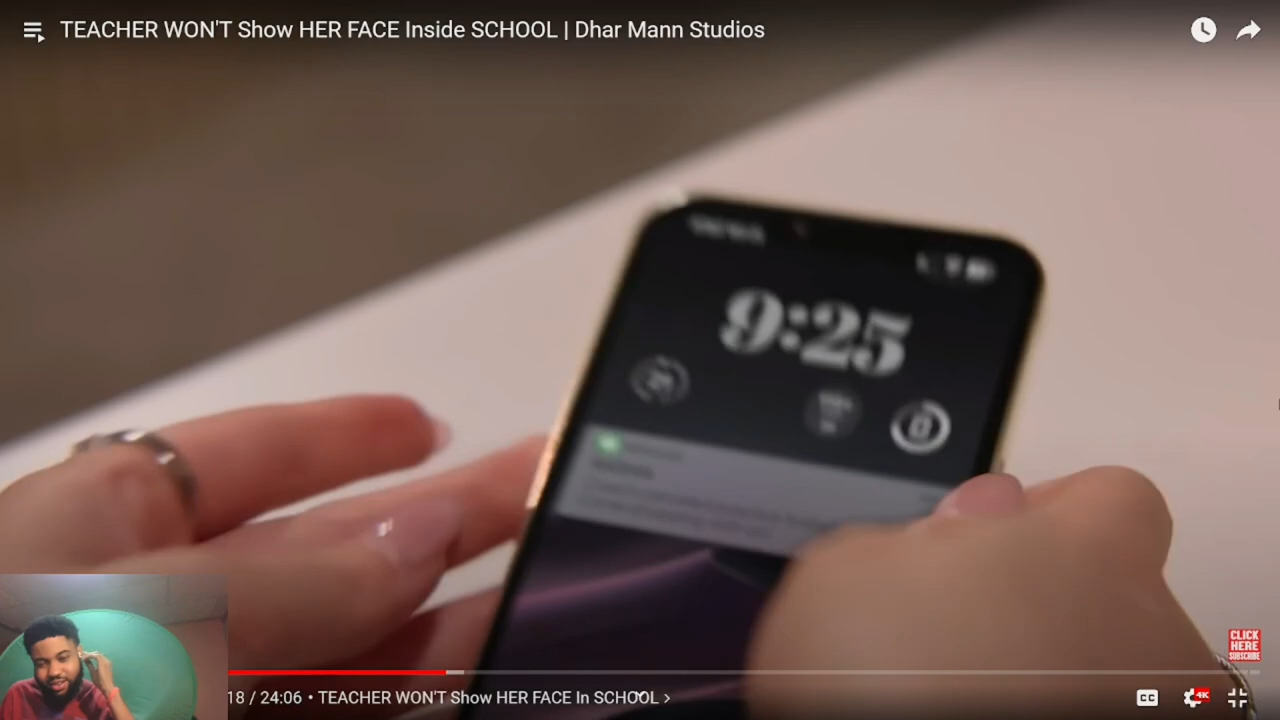 TEACHER WON'T Show HER FACE Inside SCHOOL | Dhar Mann Studios
9:25
CLICK
HERE
SUBSCRIBE
18 / 24:06 • TEACHER WON'T Show HER FACE In SCHOOL >
CC
4K